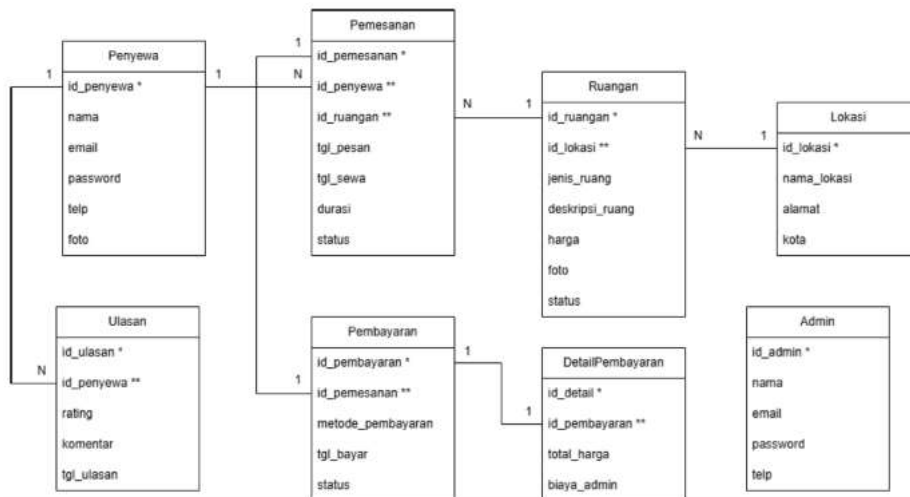 Penyewa
id_penyewa *
nama
email
password
telp
foto
1
1
Pemesanan
id_pemesanan *
id_penyewa **
id_ruangan **
tgl_pesan
tgl_sewa
durasi
status
1
N
N
Ruangan
id_ruangan *
id_lokasi **
jenis_ruang
deskripsi_ruang
harga
foto
status
1
N
Lokasi
id_lokasi *
nama_lokasi
alamat
kota
1
Ulasan
id_ulasan *
id_penyewa **
rating
komentar
tgl_ulasan
N
Pembayaran
id_pembayaran *
id_pemesanan **
metode_pembayaran
tgl_bayar
status
1
1
DetailPembayaran
id_detail *
id_pembayaran **
total_harga
biaya_admin
1
Admin
id_admin *
nama
email
password
telp